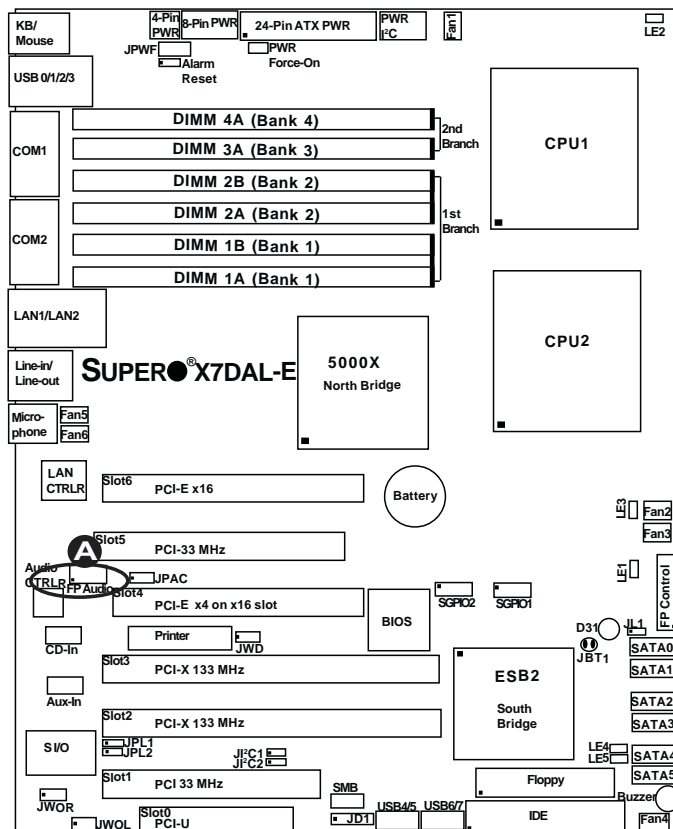 KB/
Mouse
4-Pin
PWR
8-Pin PWR
24-Pin ATX PWR
PWR
I²C
Fan1
LE2
JPWF
Alarm
Reset
PWR
Force-On
USB 0/1/2/3
DIMM 4A (Bank 4)
DIMM 3A (Bank 3)
2nd
Branch
CPU1
COM1
DIMM 2B (Bank 2)
DIMM 2A (Bank 2)
1st
Branch
COM2
DIMM 1B (Bank 1)
DIMM 1A (Bank 1)
LAN1/LAN2
CPU2
5000X
North Bridge
SUPER®X7DAL-E
Line-in/
Line-out
Micro-
phone
Fan5
Fan6
LAN
CTRLR
Slot6
PCI-E x16
Battery
LE3
Fan2
Fan3
Slot5
PCI-33 MHz
A
Audio
CTRLR
FP Audio
JPAC
LE1
FP Control
Slot4
PCI-E x4 on x16 slot
BIOS
SGPIO2
SGPIO1
CD-In
Printer
JWD
D31
JL1
JBT1
SATA0
SATA1
Slot3
PCI-X 133 MHz
ESB2
South
Bridge
Aux-In
SATA2
SATA3
Slot2
PCI-X 133 MHz
S I/O
JPL1
JPL2
JI²C1
JI²C2
LE4
LE5
SATA4
SATA5
Slot1
PCI 33 MHz
SMB
Floppy
Buzzer
JWOR
USB4/5
USB6/7
JWOL
Slot0
PCI-U
JD1
IDE
Fan4